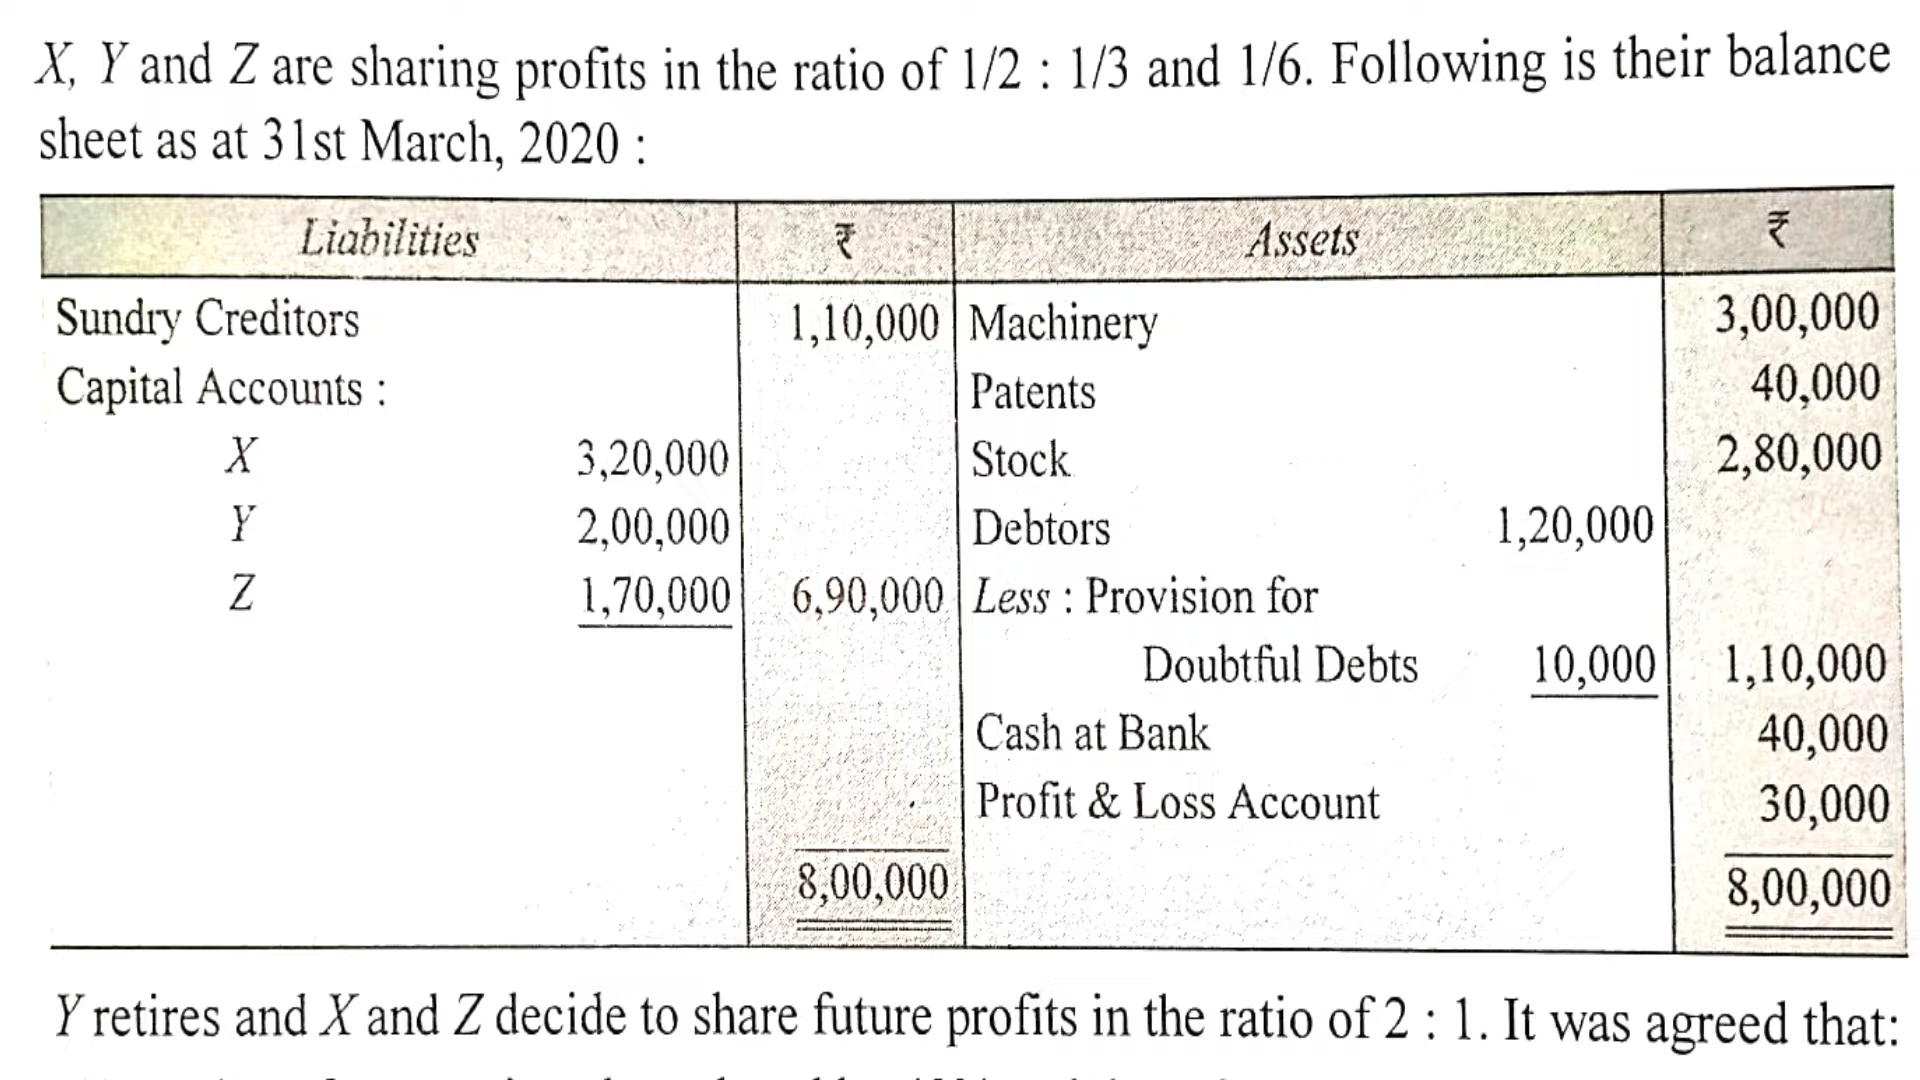 X, Y and Z are sharing profits in the ratio of 1/2 : 1/3 and 1/6. Following is their balance
sheet as at 31st March, 2020 :
Liabilities ₹ Assets ₹
Sundry Creditors 1,10,000 Machinery 3,00,000
Capital Accounts : Patents 40,000
X 3,20,000 Stock 2,80,000
Y 2,00,000 Debtors 1,20,000
Z 1,70,000 6,90,000 Less : Provision for
Doubtful Debts 10,000 1,10,000
Cash at Bank 40,000
Profit & Loss Account 30,000
8,00,000 8,00,000
Y retires and X and Z decide to share future profits in the ratio of 2 : 1. It was agreed that: